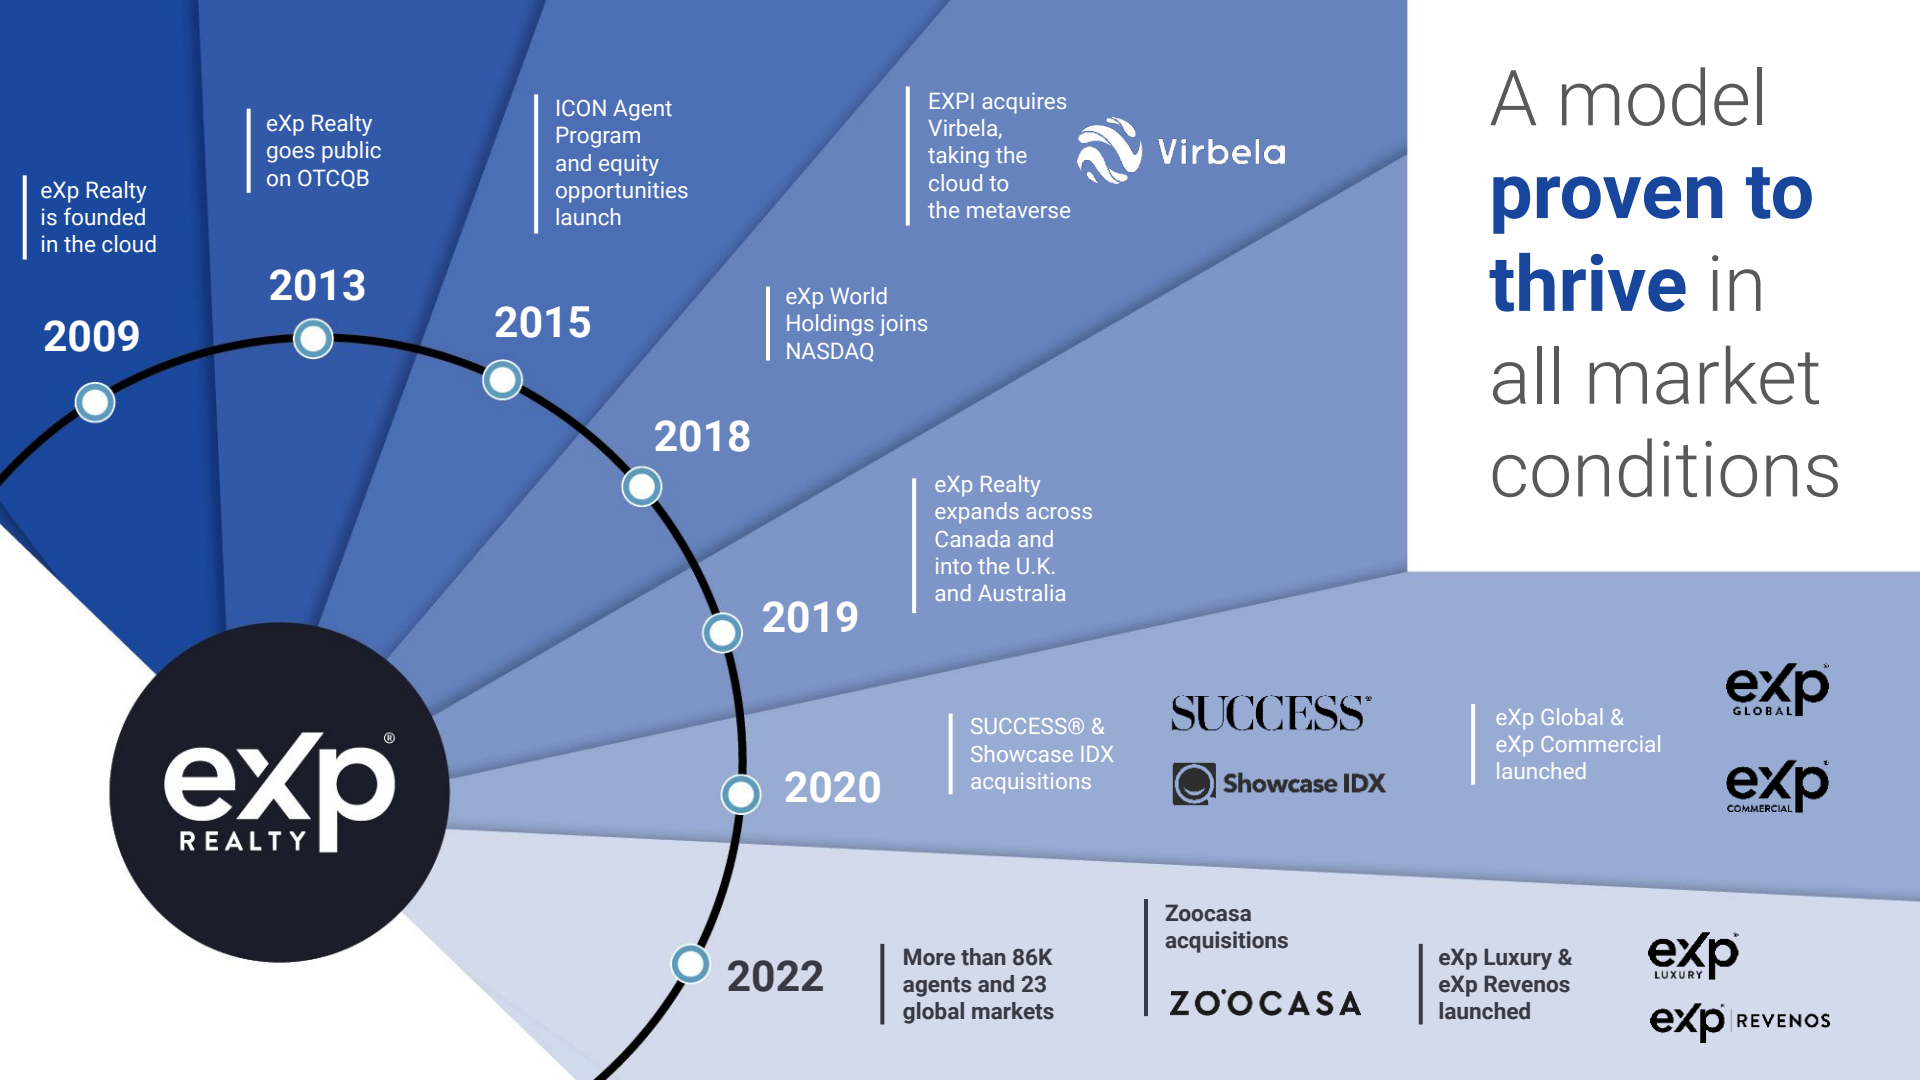 A model
proven to
thrive in
all market
conditions
eXp Realty
is founded
in the cloud
2009
eXp Realty
goes public
on OTCQB
2013
ICON Agent
Program
and equity
opportunities
launch
2015
eXp World
Holdings joins
NASDAQ
2018
EXPI acquires
Virbela,
taking the
cloud to
the metaverse
Virbela
eXp Realty
expands across
Canada and
into the U.K.
and Australia
2019
2020
SUCCESS® &
Showcase IDX
acquisitions
SUCCESS®
Showcase IDX
eXp Global &
eXp Commercial
launched
eXp®
GLOBAL
eXp®
COMMERCIAL
eXp®
REALTY
2022
More than 86K
agents and 23
global markets
Zoocasa
acquisitions
ZOOCASA
eXp Luxury &
eXp Revenos
launched
eXp®
LUXURY
eXp® REVENOS